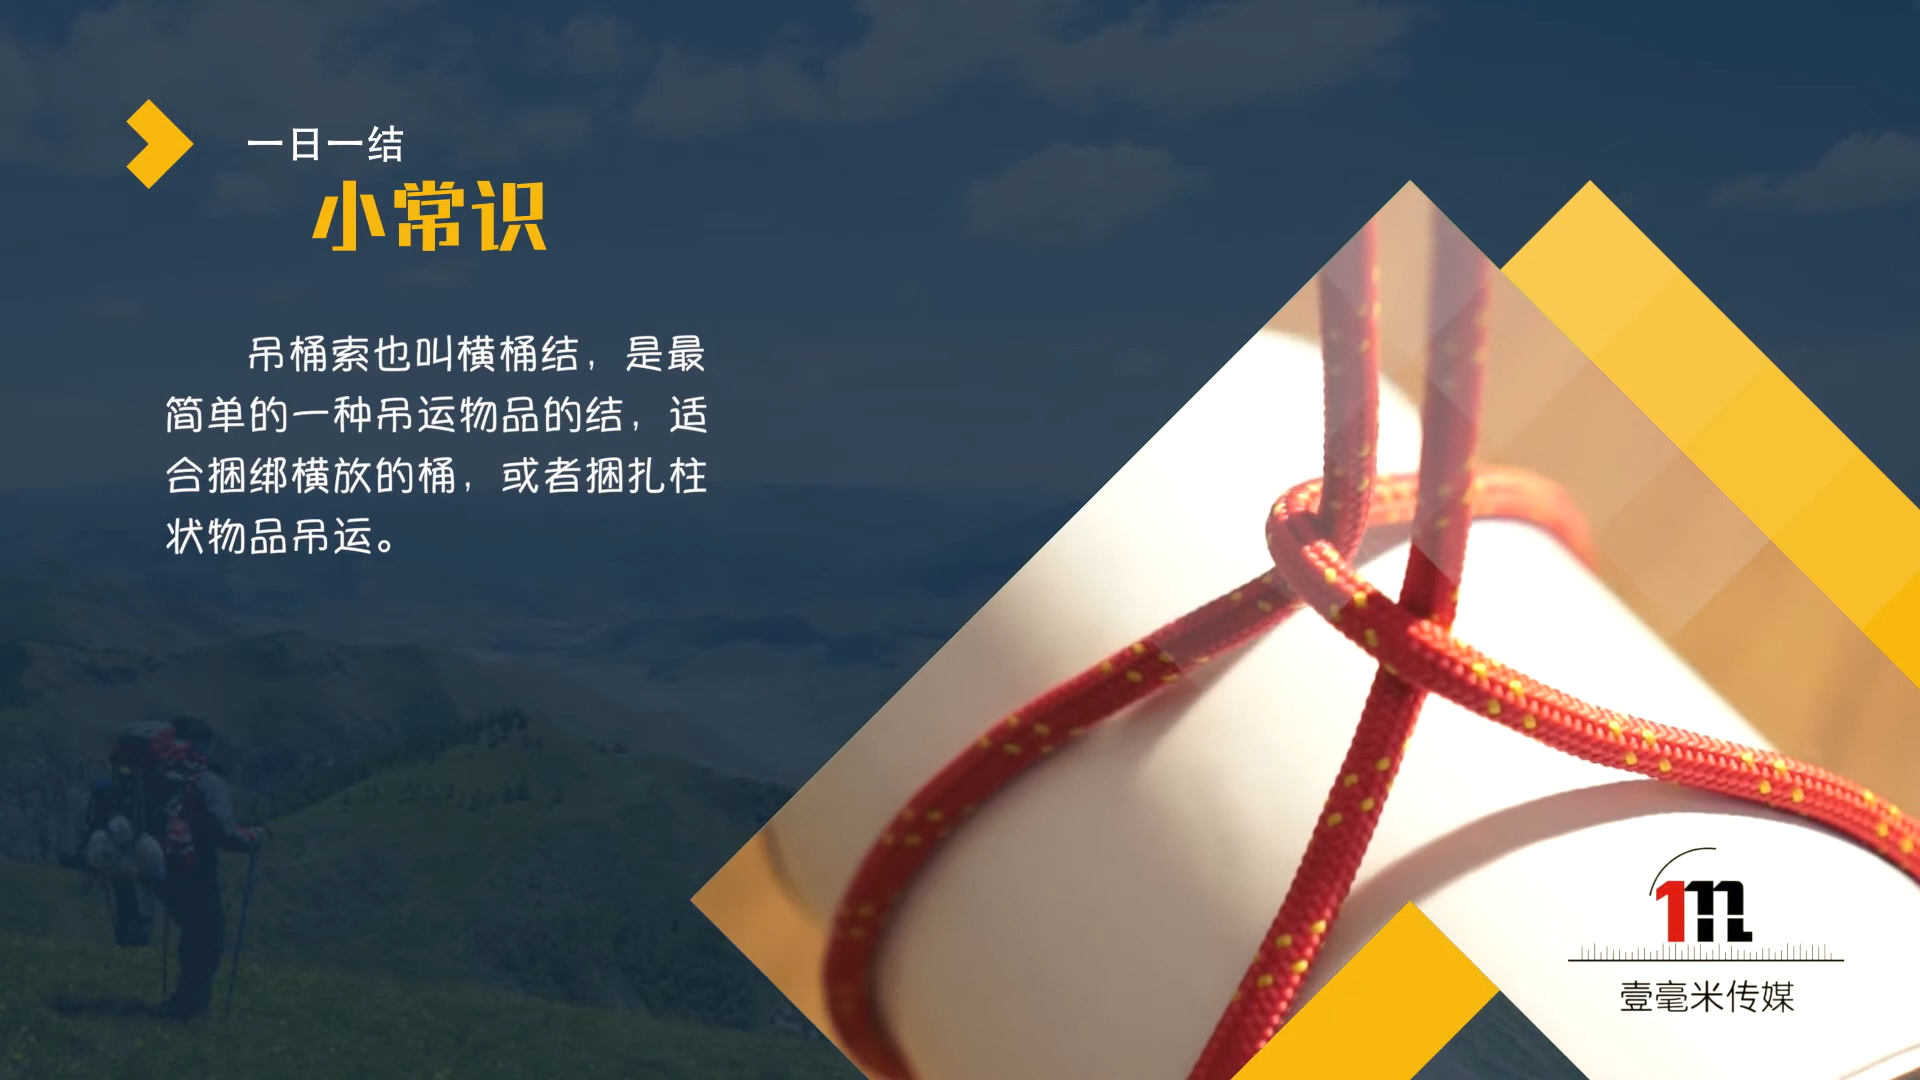 一日一结
小常识
吊桶索也叫横桶结，是最
简单的一种吊运物品的结，适
合捆绑横放的桶，或者捆扎柱
状物品吊运。
1m
壹毫米传媒